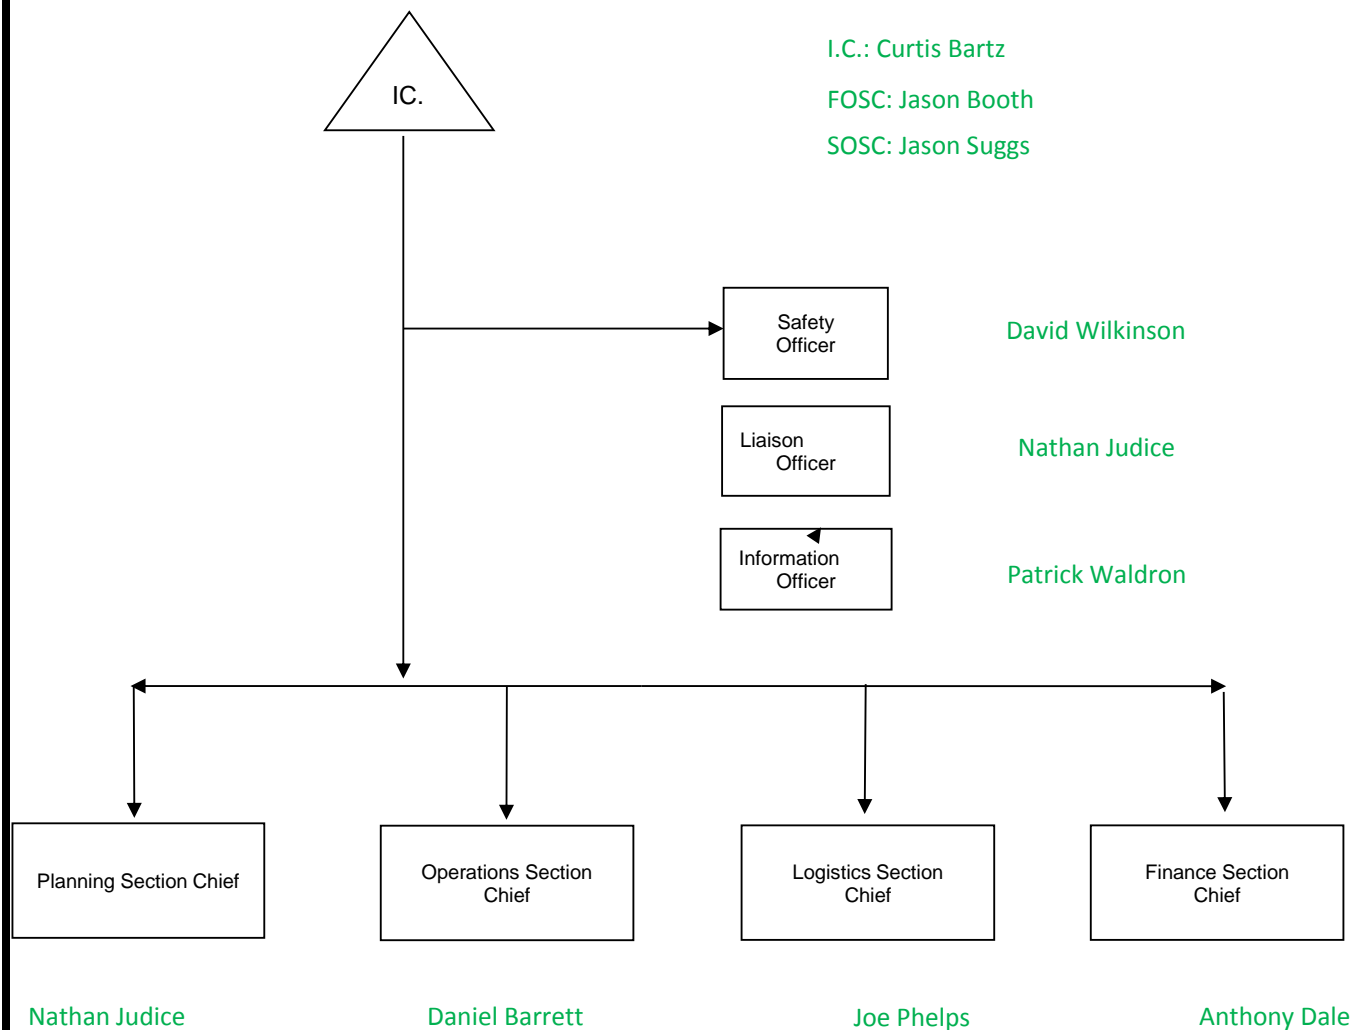 I.C.: Curtis Bartz
IC.
FOSC: Jason Booth
SOSC: Jason Suggs
Safety
Officer
David Wilkinson
Liaison
Officer
Nathan Judice
Information
Officer
Patrick Waldron
Planning Section Chief
Operations Section
Chief
Logistics Section
Chief
Finance Section
Chief
Nathan Judice
Daniel Barrett
Joe Phelps
Anthony Dale